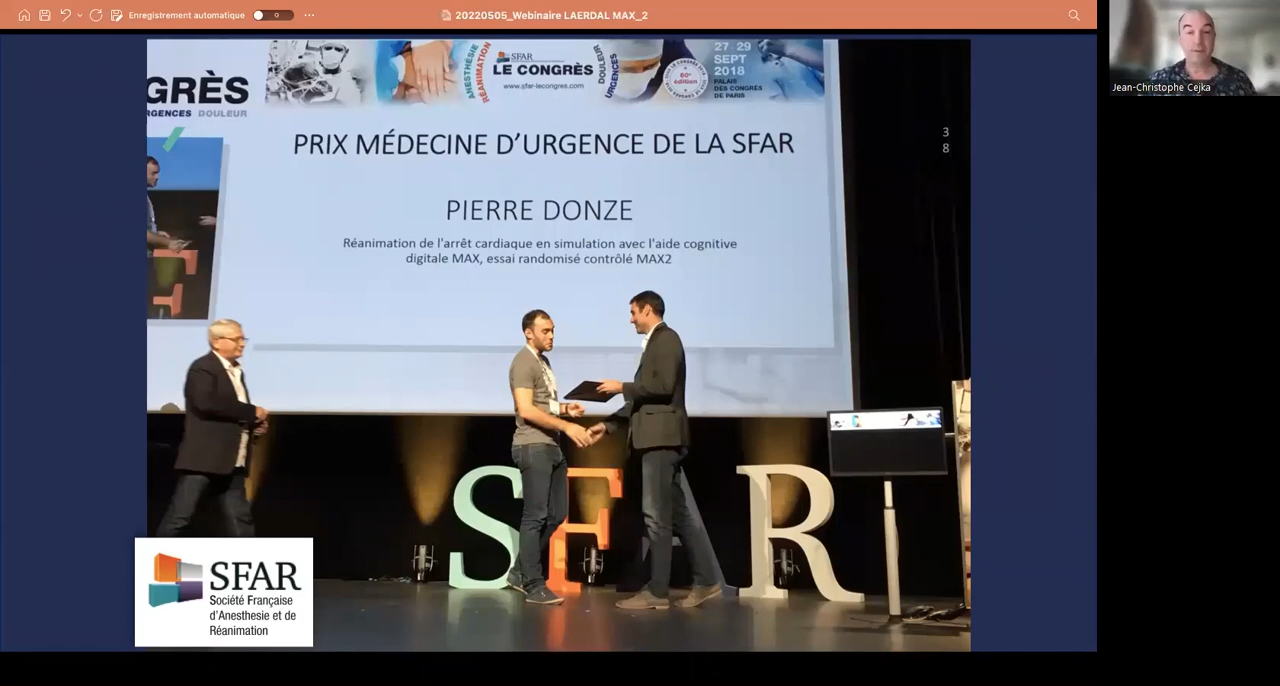 Enregistrement automatique
20220505_Webinaire LAERDAL MAX_2
Jean-Christophe Cejka
GRÈS
URGENCES DOULEUR
ANESTHÉSIE
RÉANIMATION
SFAR
LE CONGRÈS
www.sfar-lecongres.com
DOULEUR
URGENCES
60e
édition
27 - 29
SEPT
2018
PALAIS
DES CONGRÈS
DE PARIS
PRIX MÉDECINE D'URGENCE DE LA SFAR
PIERRE DONZE
Réanimation de l'arrêt cardiaque en simulation avec l'aide cognitive
digitale MAX, essai randomisé contrôlé MAX2
3
8
SFAR
SFAR
Société Française
d'Anesthesie et de
Réanimation